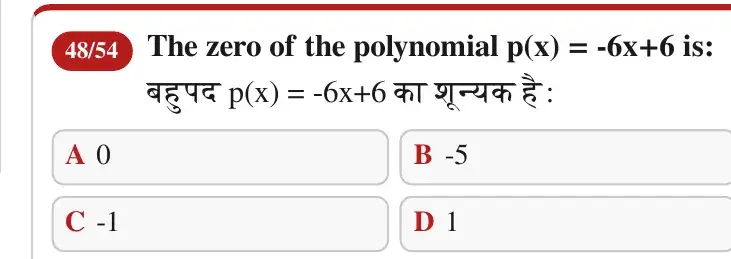 48/54 The zero of the polynomial p(x) = -6x+6 is:
बहुपद p(x) = -6x+6 का शून्यक है:
A 0
B -5
C -1
D 1